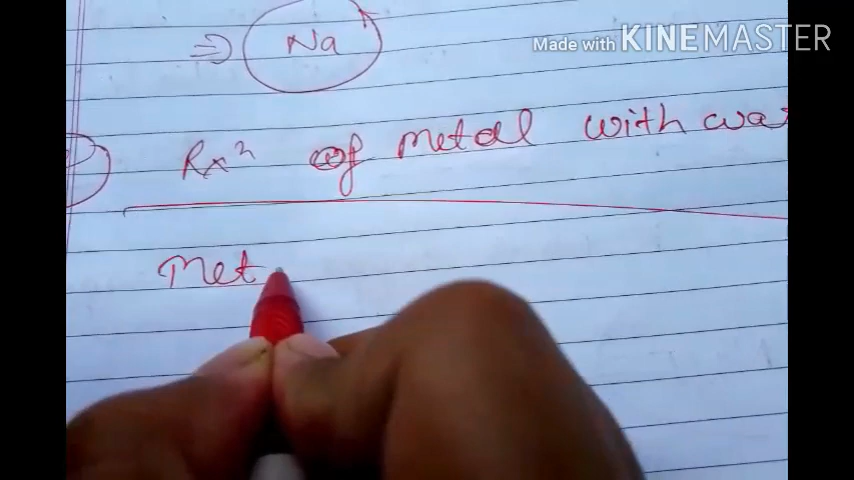 ⇒ Na
Made with KINEMASTER
Rxⁿ of metal with wa
Met